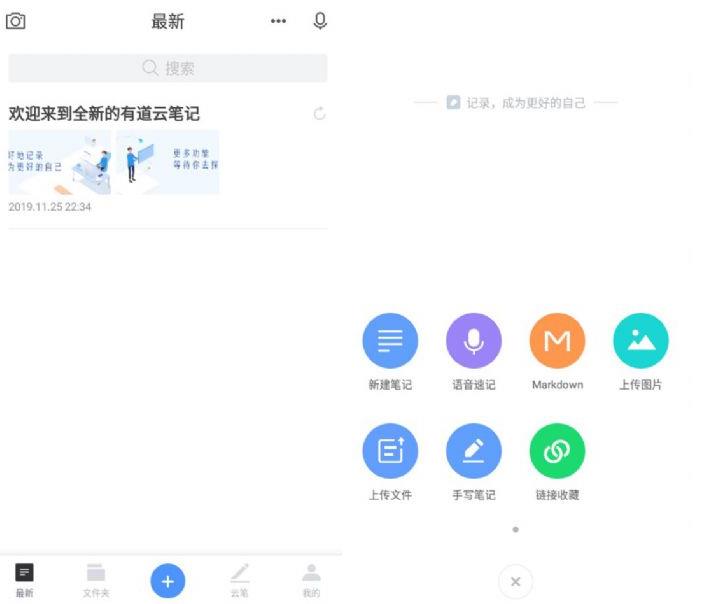 最新
搜索
欢迎来到全新的有道云笔记
好地记录
为更好的自己
更多功能
等待你去探
2019.11.25 22:34
最新
文件夹
云笔
我的
记录，成为更好的自己
新建笔记
语音速记
Markdown
上传图片
上传文件
手写笔记
链接收藏